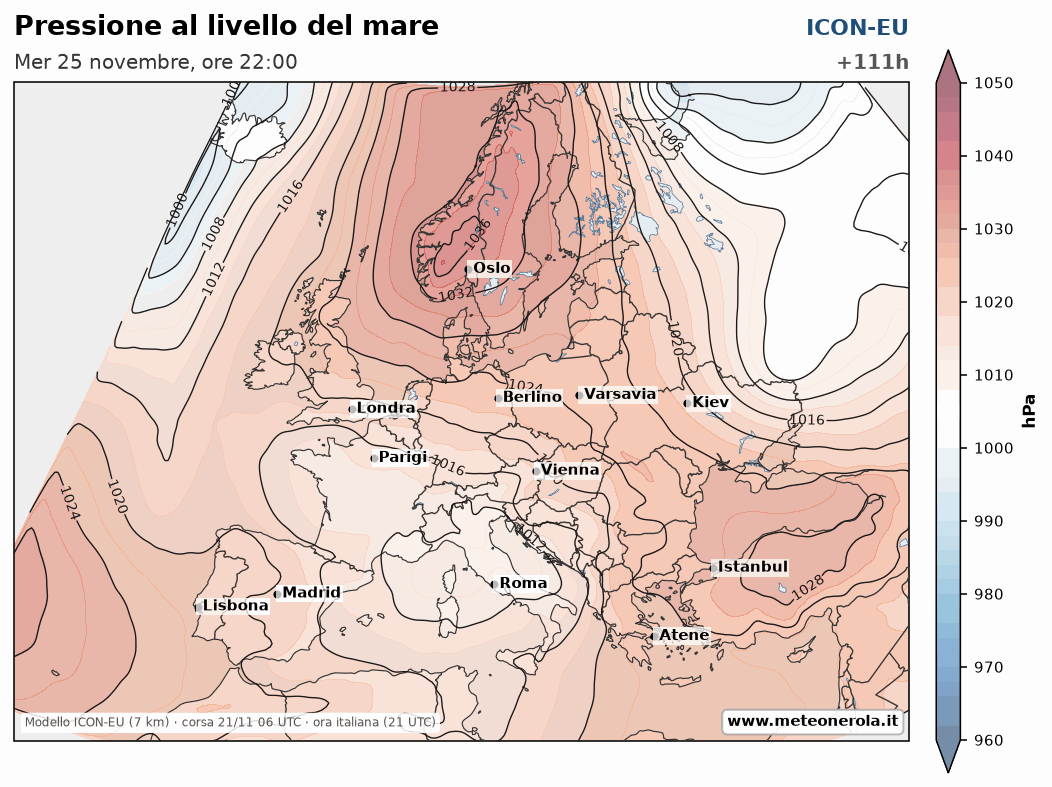 Pressione al livello del mare
ICON-EU
Mer 25 novembre, ore 22:00
+111h
1028
1008
1016
1000
1008
1012
1036
Oslo
1032
1020
1024
Berlino
Varsavia
Kiev
Londra
1016
Parigi
1016
Vienna
1024
1020
1012
Istanbul
Roma
1028
Madrid
Lisbona
Atene
Modello ICON-EU (7 km) · corsa 21/11 06 UTC · ora italiana (21 UTC)
www.meteonerola.it
1050
1040
1030
1020
1010
1000
990
980
970
960
hPa